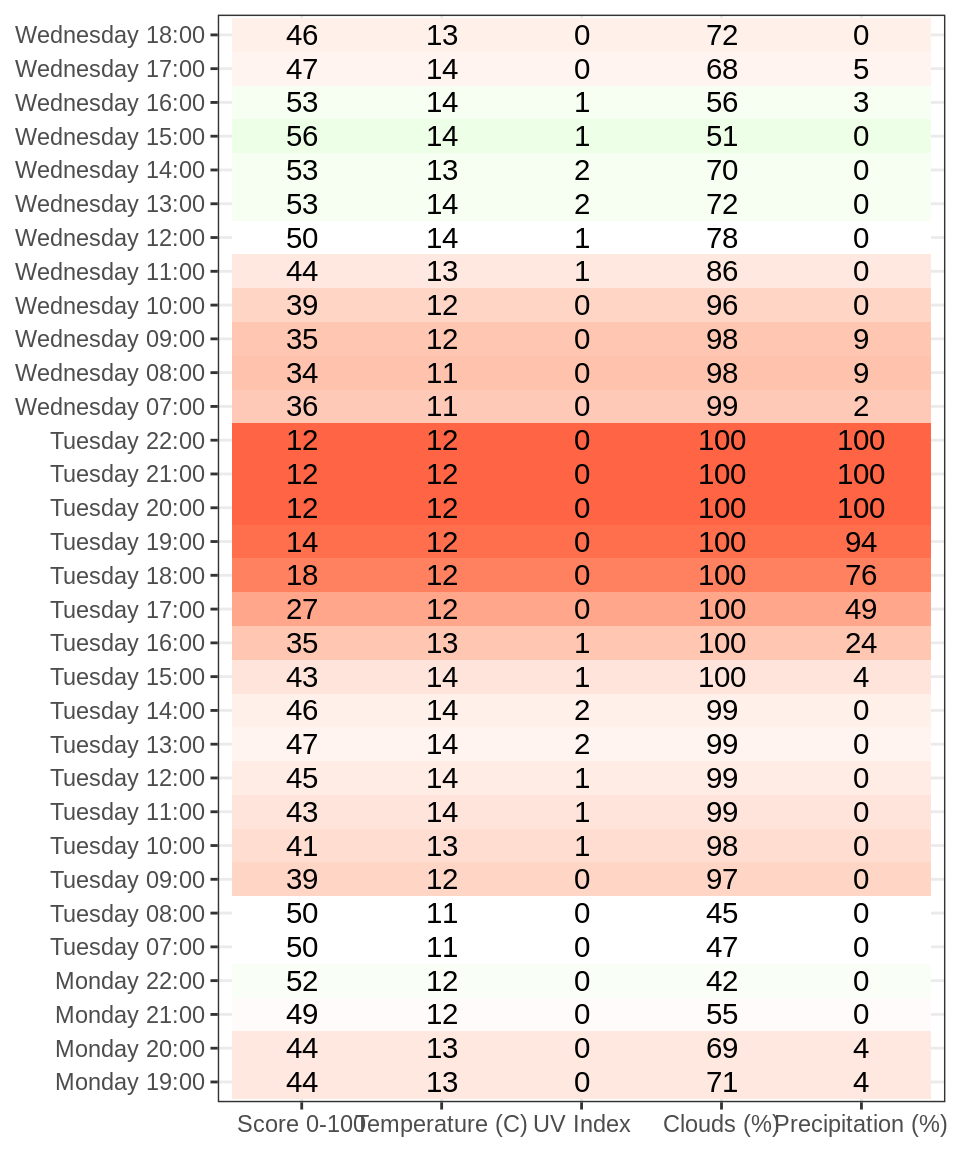 Wednesday 18:00 46 13 0 72 0
Wednesday 17:00 47 14 0 68 5
Wednesday 16:00 53 14 1 56 3
Wednesday 15:00 56 14 1 51 0
Wednesday 14:00 53 13 2 70 0
Wednesday 13:00 53 14 2 72 0
Wednesday 12:00 50 14 1 78 0
Wednesday 11:00 44 13 1 86 0
Wednesday 10:00 39 12 0 96 0
Wednesday 09:00 35 12 0 98 9
Wednesday 08:00 34 11 0 98 9
Wednesday 07:00 36 11 0 99 2
Tuesday 22:00 12 12 0 100 100
Tuesday 21:00 12 12 0 100 100
Tuesday 20:00 12 12 0 100 100
Tuesday 19:00 14 12 0 100 94
Tuesday 18:00 18 12 0 100 76
Tuesday 17:00 27 12 0 100 49
Tuesday 16:00 35 13 1 100 24
Tuesday 15:00 43 14 1 100 4
Tuesday 14:00 46 14 2 99 0
Tuesday 13:00 47 14 2 99 0
Tuesday 12:00 45 14 1 99 0
Tuesday 11:00 43 14 1 99 0
Tuesday 10:00 41 13 1 98 0
Tuesday 09:00 39 12 0 97 0
Tuesday 08:00 50 11 0 45 0
Tuesday 07:00 50 11 0 47 0
Monday 22:00 52 12 0 42 0
Monday 21:00 49 12 0 55 0
Monday 20:00 44 13 0 69 4
Monday 19:00 44 13 0 71 4
Score 0-100 Temperature (C) UV Index Clouds (%) Precipitation (%)